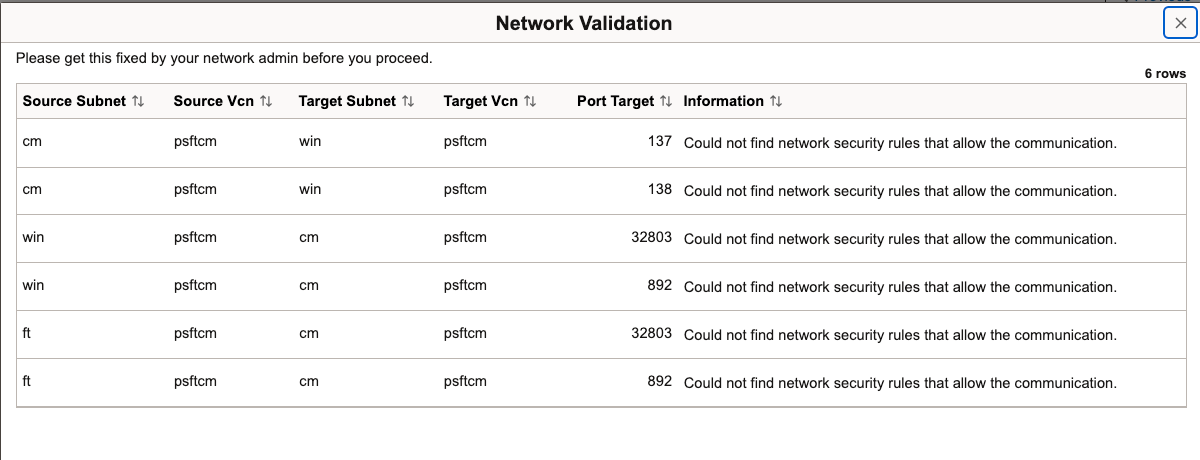 Network Validation
Please get this fixed by your network admin before you proceed.
6 rows
Source Subnet Source Vcn Target Subnet Target Vcn Port Target Information
cm psftcm win psftcm 137 Could not find network security rules that allow the communication.
cm psftcm win psftcm 138 Could not find network security rules that allow the communication.
win psftcm cm psftcm 32803 Could not find network security rules that allow the communication.
win psftcm cm psftcm 892 Could not find network security rules that allow the communication.
ft psftcm cm psftcm 32803 Could not find network security rules that allow the communication.
ft psftcm cm psftcm 892 Could not find network security rules that allow the communication.